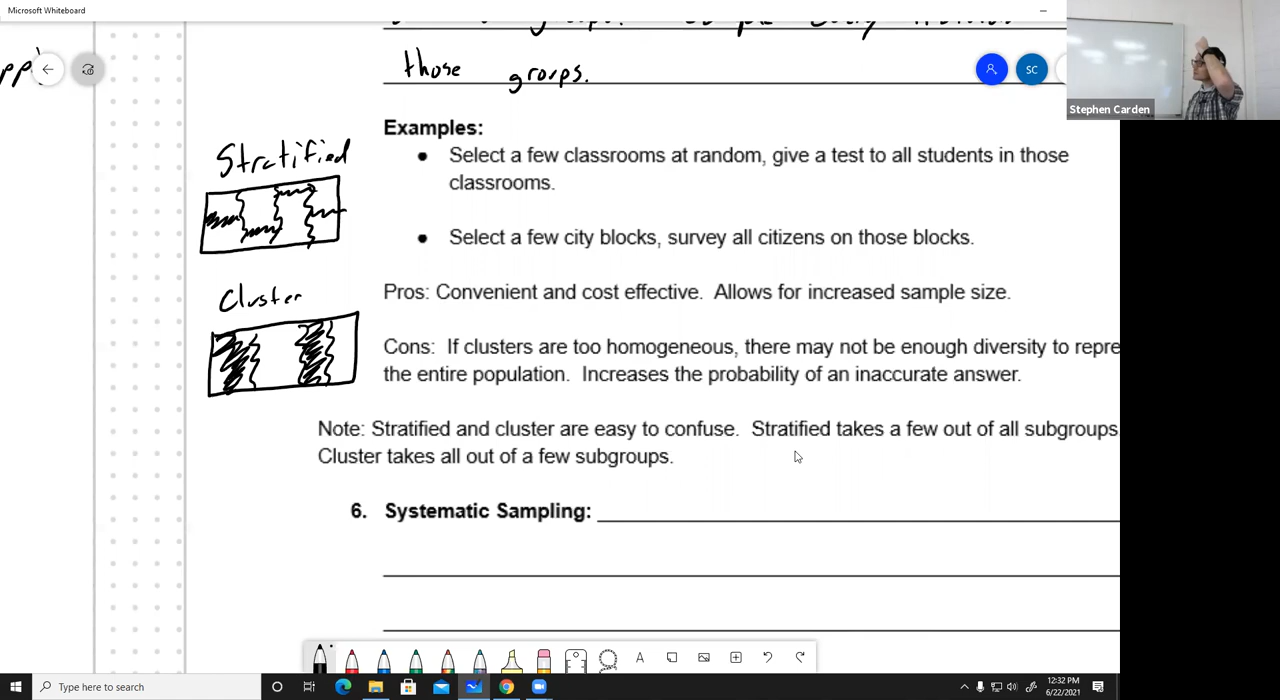 Microsoft Whiteboard
groups.
those groups.
SC
Stephen Carden
Examples:
Stratified
● Select a few classrooms at random, give a test to all students in those
classrooms.
● Select a few city blocks, survey all citizens on those blocks.
Cluster
Pros: Convenient and cost effective. Allows for increased sample size.
Cons: If clusters are too homogeneous, there may not be enough diversity to repre
the entire population. Increases the probability of an inaccurate answer.
Note: Stratified and cluster are easy to confuse. Stratified takes a few out of all subgroups
Cluster takes all out of a few subgroups.
6. Systematic Sampling:
A
Type here to search
12:32 PM
6/22/2021